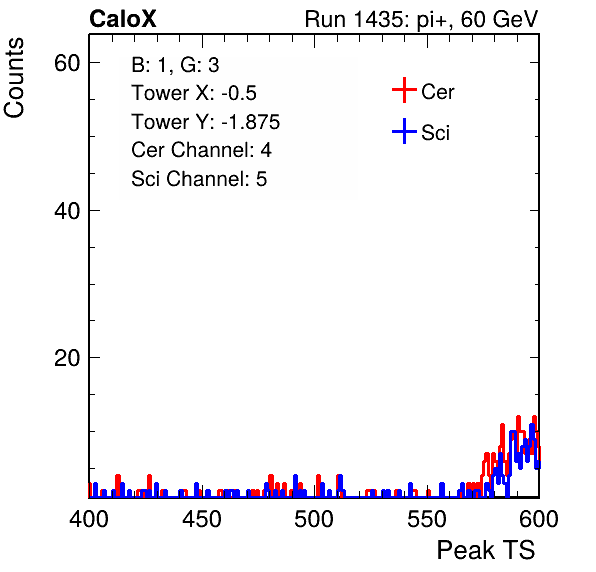 CaloX Run 1435: pi+, 60 GeV
Counts
60
40
20
B: 1, G: 3
Tower X: -0.5
Tower Y: -1.875
Cer Channel: 4
Sci Channel: 5
Cer
Sci
400 450 500 550 600
Peak TS